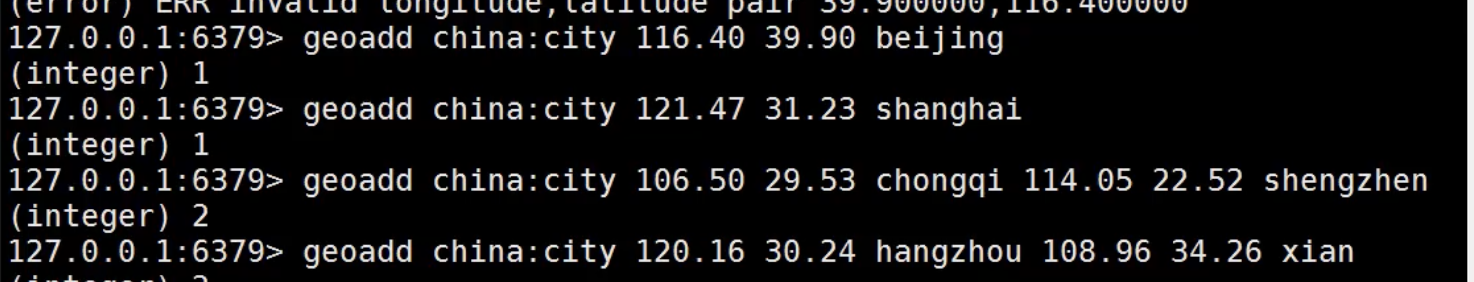 (error) ERR invalid longitude,latitude pair 39.900000,116.400000
127.0.0.1:6379> geoadd china:city 116.40 39.90 beijing
(integer) 1
127.0.0.1:6379> geoadd china:city 121.47 31.23 shanghai
(integer) 1
127.0.0.1:6379> geoadd china:city 106.50 29.53 chongqi 114.05 22.52 shengzhen
(integer) 2
127.0.0.1:6379> geoadd china:city 120.16 30.24 hangzhou 108.96 34.26 xian
(integer)